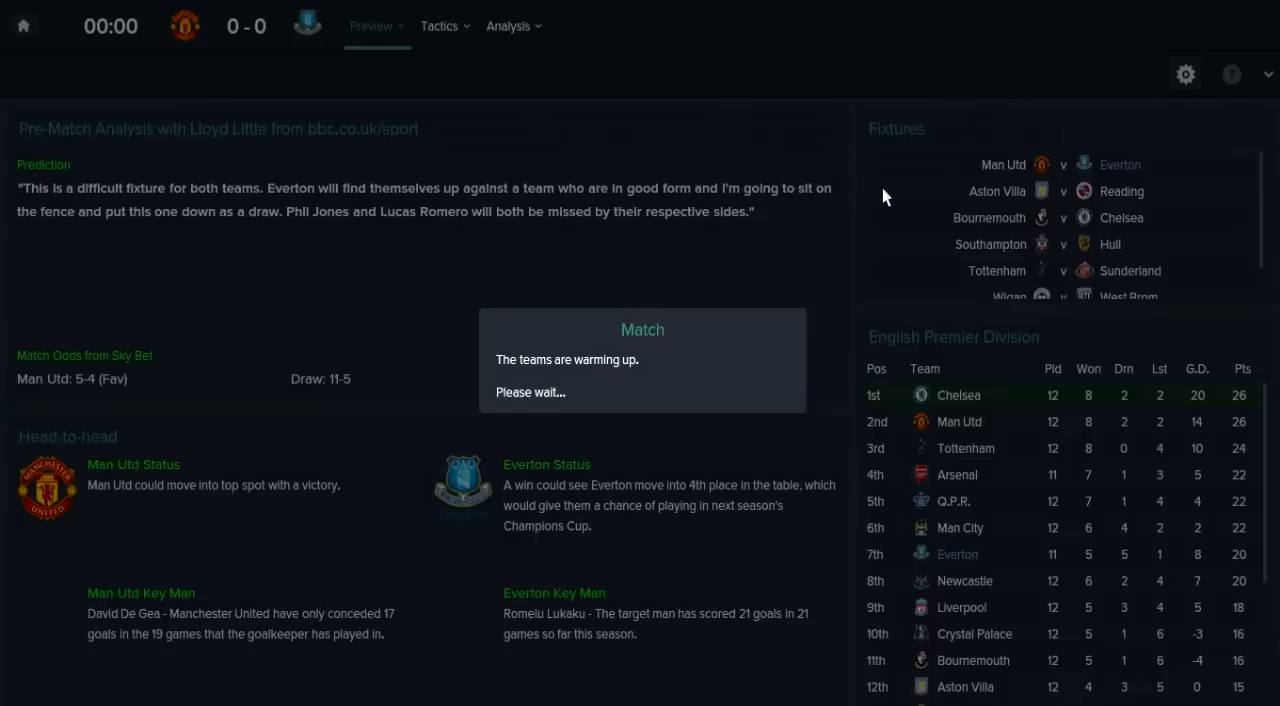 00:00 0 - 0 Preview Tactics Analysis
?
Pre-Match Analysis with Lloyd Little from bbc.co.uk/sport
Prediction
"This is a difficult fixture for both teams. Everton will find themselves up against a team who are in good form and I'm going to sit on
the fence and put this one down as a draw. Phil Jones and Lucas Romero will both be missed by their respective sides."
Match Odds from Sky Bet
Man Utd: 5-4 (Fav) Draw: 11-5
Match
The teams are warming up.
Please wait...
Head-to-head
MANCHESTER UNITED
Man Utd Status
Man Utd could move into top spot with a victory.
Everton Status
A win could see Everton move into 4th place in the table, which
would give them a chance of playing in next season's
Champions Cup.
Man Utd Key Man
David De Gea - Manchester United have only conceded 17
goals in the 19 games that the goalkeeper has played in.
Everton Key Man
Romelu Lukaku - The target man has scored 21 goals in 21
games so far this season.
Fixtures
Man Utd v Everton
Aston Villa v Reading
Bournemouth v Chelsea
Southampton v Hull
Tottenham v Sunderland
Wigan v West Brom
English Premier Division
Pos Team Pld Won Drn Lst G.D. Pts
1st Chelsea 12 8 2 2 20 26
2nd Man Utd 12 8 2 2 14 26
3rd Tottenham 12 8 0 4 10 24
4th Arsenal 11 7 1 3 5 22
5th Q.P.R. 12 7 1 4 4 22
6th Man City 12 6 4 2 2 22
7th Everton 11 5 5 1 8 20
8th Newcastle 12 6 2 4 7 20
9th Liverpool 12 5 3 4 5 18
10th Crystal Palace 12 5 1 6 -3 16
11th Bournemouth 12 5 1 6 -4 16
12th Aston Villa 12 4 3 5 0 15